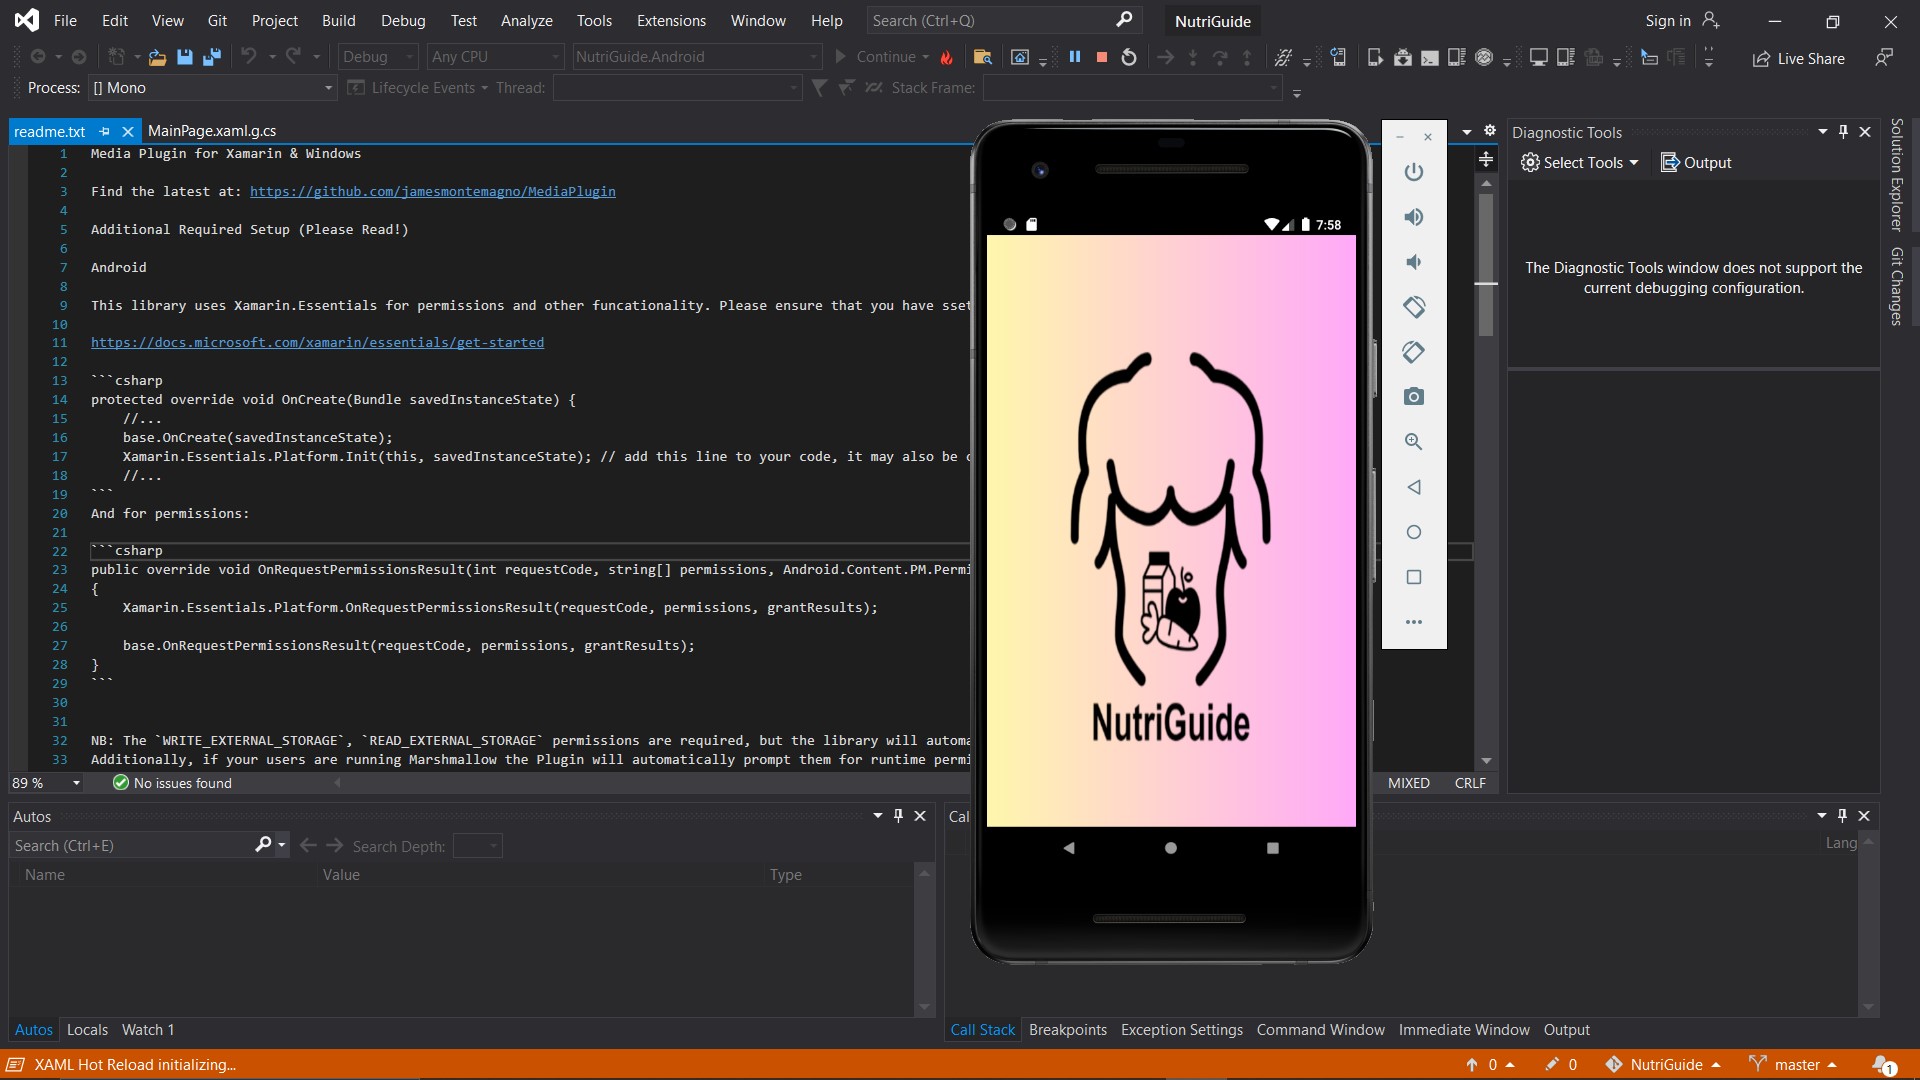 File Edit View Git Project Build Debug Test Analyze Tools Extensions Window Help Search (Ctrl+Q) NutriGuide Sign in
Debug Any CPU NutriGuide.Android Continue Live Share
Process: [] Mono Lifecycle Events Thread: Stack Frame:
readme.txt MainPage.xaml.g.cs
1 Media Plugin for Xamarin & Windows
2
3 Find the latest at: https://github.com/jamesmontemagno/MediaPlugin
4
5 Additional Required Setup (Please Read!)
6
7 Android
8
9 This library uses Xamarin.Essentials for permissions and other funcationality. Please ensure that you have sset
10
11 https://docs.microsoft.com/xamarin/essentials/get-started
12
13 ```csharp
14 protected override void OnCreate(Bundle savedInstanceState) {
15 //...
16 base.OnCreate(savedInstanceState);
17 Xamarin.Essentials.Platform.Init(this, savedInstanceState); // add this line to your code, it may also be c
18 //...
19 ```
20 And for permissions:
21
22 ```csharp
23 public override void OnRequestPermissionsResult(int requestCode, string[] permissions, Android.Content.PM.Permi
24 {
25 Xamarin.Essentials.Platform.OnRequestPermissionsResult(requestCode, permissions, grantResults);
26
27 base.OnRequestPermissionsResult(requestCode, permissions, grantResults);
28 }
29 ```
30
31
32 NB: The `WRITE_EXTERNAL_STORAGE`, `READ_EXTERNAL_STORAGE` permissions are required, but the library will automa
33 Additionally, if your users are running Marshmallow the Plugin will automatically prompt them for runtime permi
89 % No issues found MIXED CRLF
7:58
NutriGuide
Diagnostic Tools
Select Tools Output
The Diagnostic Tools window does not support the
current debugging configuration.
Solution Explorer
Git Changes
Autos
Search (Ctrl+E) Search Depth:
Name Value Type
Autos Locals Watch 1
Cal
Lang
Call Stack Breakpoints Exception Settings Command Window Immediate Window Output
XAML Hot Reload initializing... 0 0 NutriGuide master 1